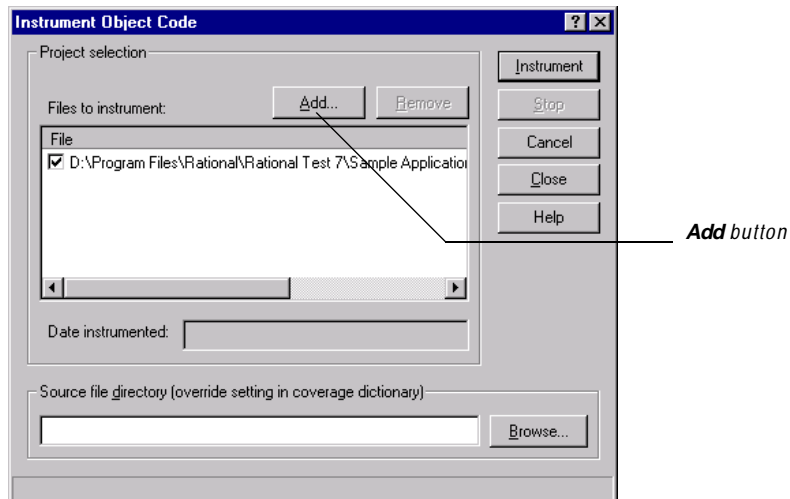 Instrument Object Code
Project selection
Instrument
Files to instrument:
Add...
Remove
Stop
File
Cancel
D:\Program Files\Rational\Rational Test 7\Sample Application
Close
Help
Add button
Date instrumented:
Source file directory (override setting in coverage dictionary)
Browse...